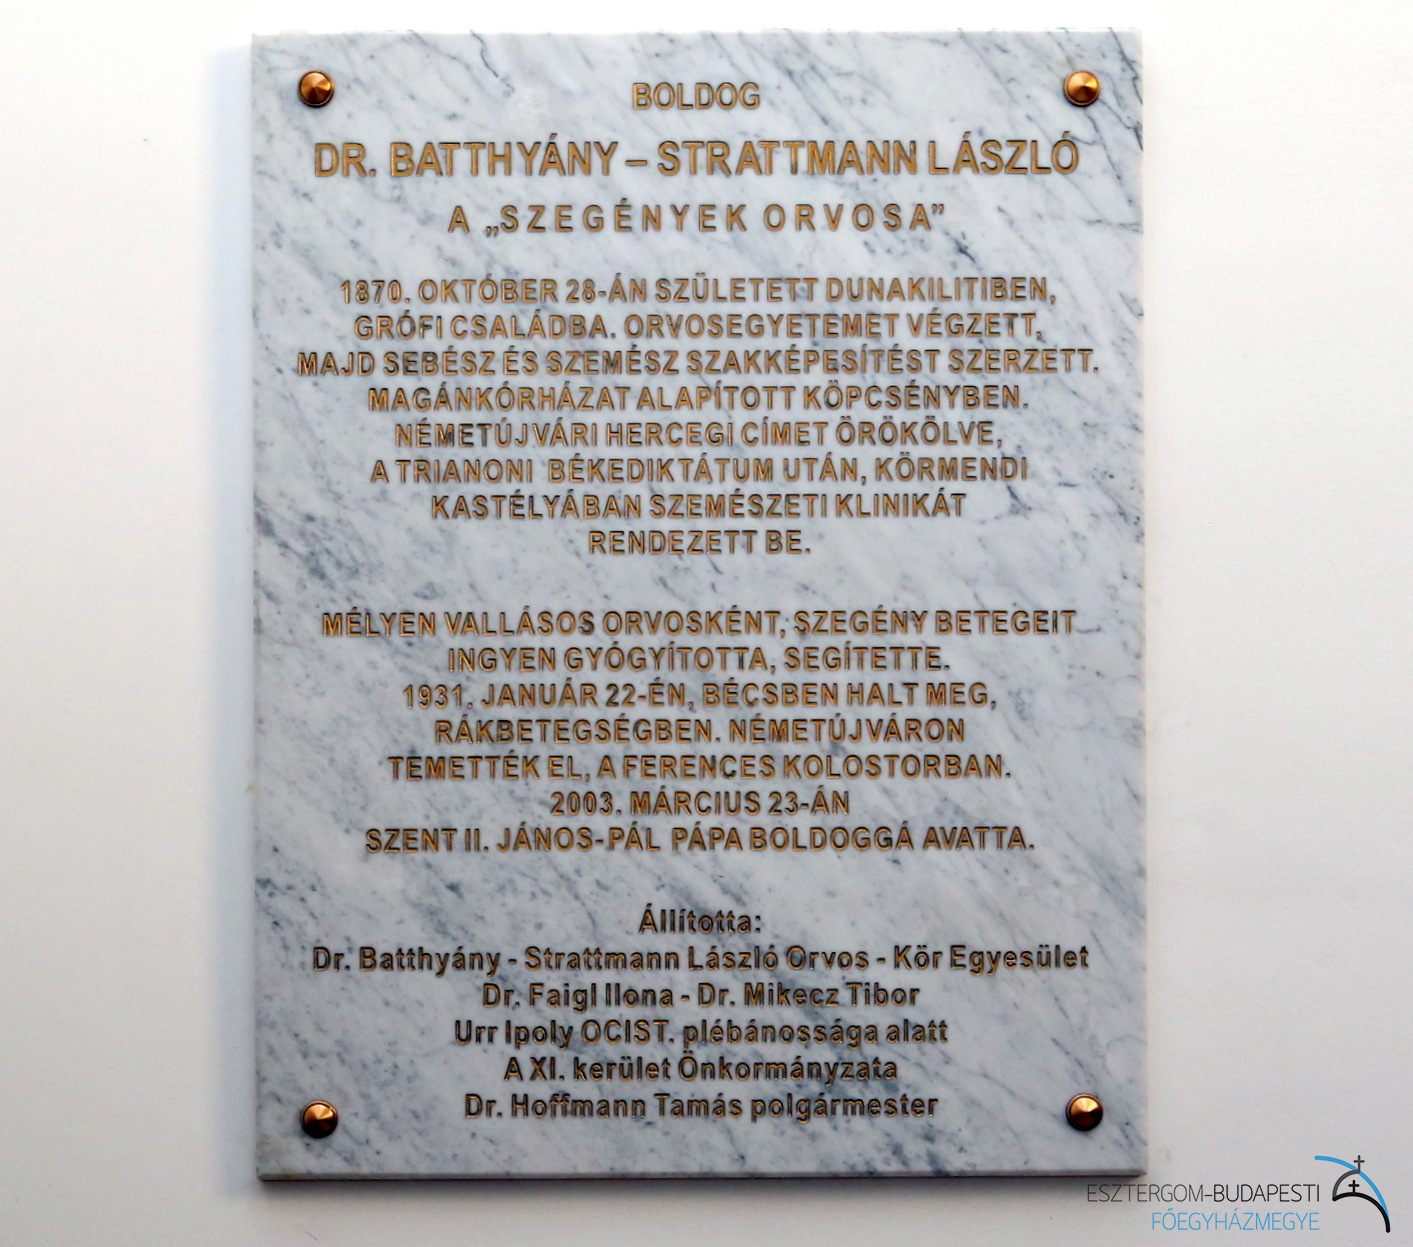 BOLDOG
DR. BATTHYÁNY – STRATTMANN LÁSZLÓ
A „SZEGÉNYEK ORVOSA”
1870. OKTÓBER 28-ÁN SZÜLETETT DUNAKILITIBEN,
GRÓFI CSALÁDBA. ORVOSEGYETEMET VÉGZETT,
MAJD SEBÉSZ ÉS SZEMÉSZ SZAKKÉPESÍTÉST SZERZETT.
MAGÁNKÓRHÁZAT ALAPÍTOTT KÖPCSÉNYBEN.
NÉMETÚJVÁRI HERCEGI CÍMET ÖRÖKÖLVE,
A TRIANONI BÉKEDIKTÁTUM UTÁN, KÖRMENDI
KASTÉLYÁBAN SZEMÉSZETI KLINIKÁT
RENDEZETT BE.
MÉLYEN VALLÁSOS ORVOSKÉNT, SZEGÉNY BETEGEIT
INGYEN GYÓGYÍTOTTA, SEGÍTETTE.
1931. JANUÁR 22-ÉN, BÉCSBEN HALT MEG,
RÁKBETEGSÉGBEN. NÉMETÚJVÁRON
TEMETTÉK EL, A FERENCES KOLOSTORBAN.
2003. MÁRCIUS 23-ÁN
SZENT II. JÁNOS-PÁL PÁPA BOLDOGGÁ AVATTA.
Állította:
Dr. Batthyány - Strattmann László Orvos - Kör Egyesület
Dr. Faigl Ilona - Dr. Mikecz Tibor
Urr Ipoly OCIST. plébánossága alatt
A XI. kerület Önkormányzata
Dr. Hoffmann Tamás polgármester
ESZTERGOM-BUDAPESTI
FŐEGYHÁZMEGYE